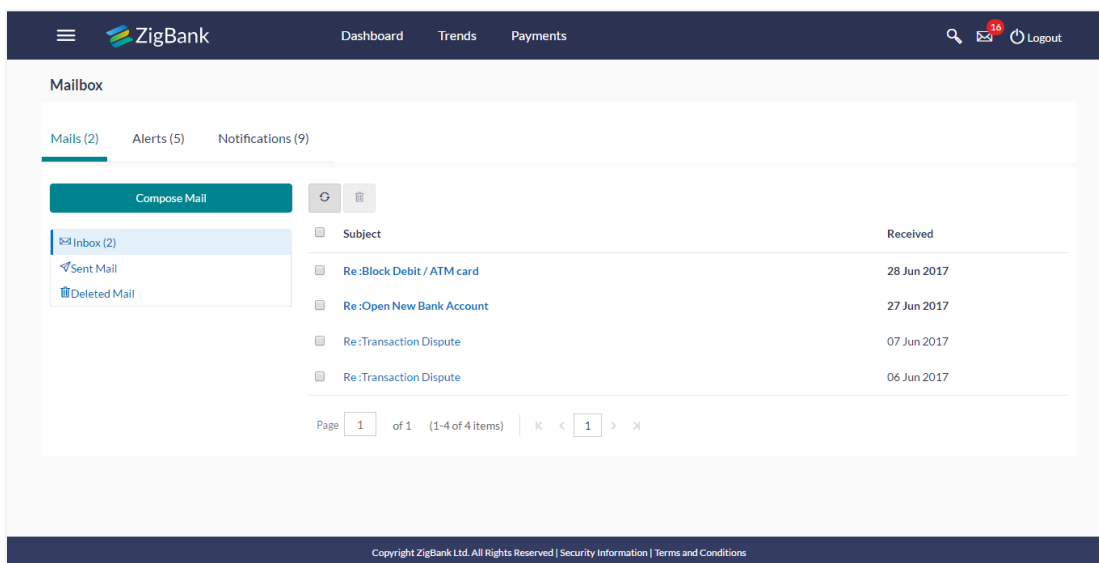 ZigBank Dashboard Trends Payments 16 Logout
Mailbox
Mails (2) Alerts (5) Notifications (9)
Compose Mail
Inbox (2)
Sent Mail
Deleted Mail
Subject Received
Re :Block Debit / ATM card 28 Jun 2017
Re :Open New Bank Account 27 Jun 2017
Re :Transaction Dispute 07 Jun 2017
Re :Transaction Dispute 06 Jun 2017
Page 1 of 1 (1-4 of 4 items) 1
Copyright ZigBank Ltd. All Rights Reserved | Security Information | Terms and Conditions